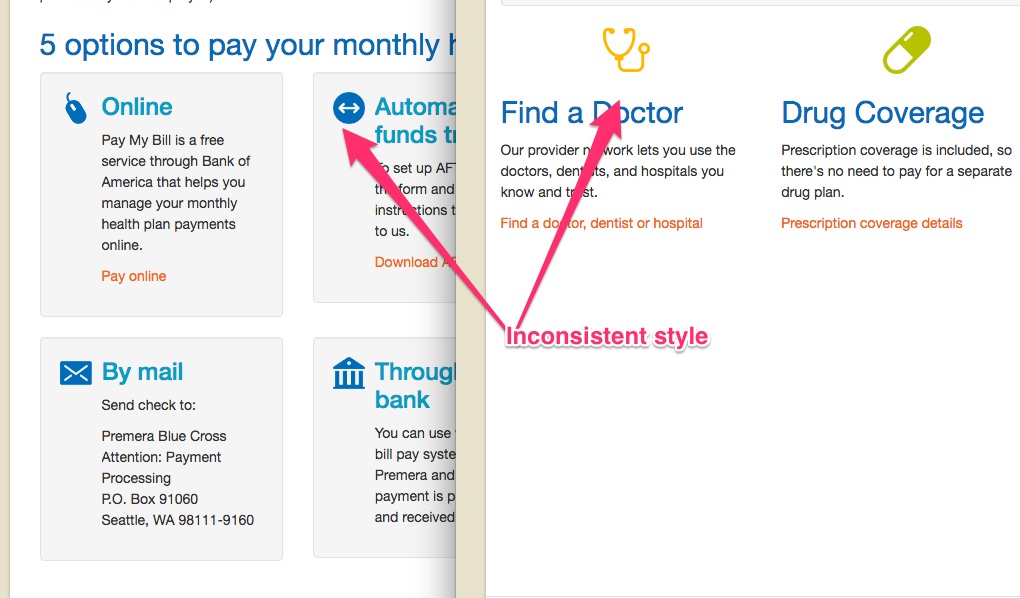 5 options to pay your monthly
Online
Pay My Bill is a free
service through Bank of
America that helps you
manage your monthly
health plan payments
online.
Pay online
Automa
funds t
To set up AF
the form and
instructions t
to us.
Download A
By mail
Send check to:
Premera Blue Cross
Attention: Payment
Processing
P.O. Box 91060
Seattle, WA 98111-9160
Throug
bank
You can use
bill pay syste
Premera and
payment is p
and received
Find a Doctor
Our provider network lets you use the
doctors, dentists, and hospitals you
know and trust.
Find a doctor, dentist or hospital
Drug Coverage
Prescription coverage is included, so
there's no need to pay for a separate
drug plan.
Prescription coverage details
Inconsistent style